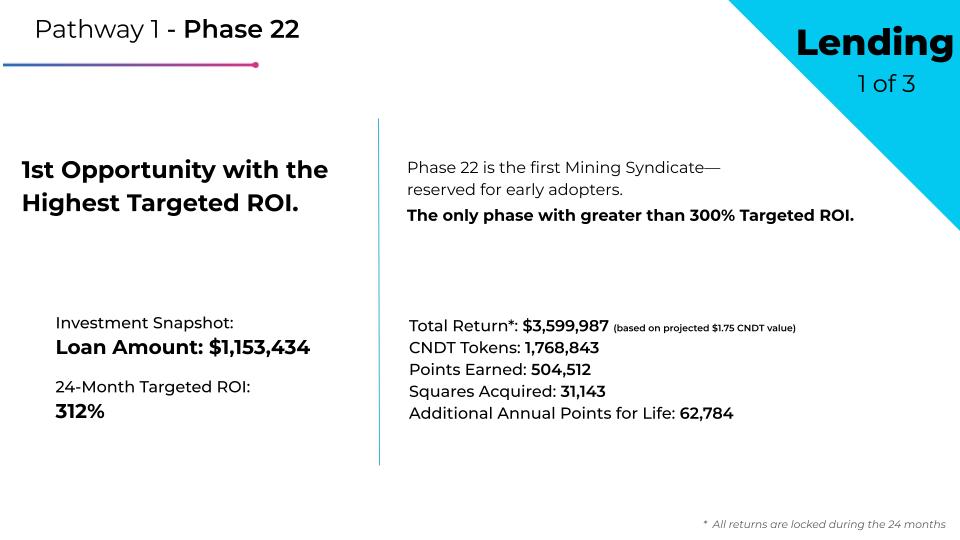 Pathway 1 - Phase 22
Lending
1 of 3
1st Opportunity with the
Highest Targeted ROI.
Phase 22 is the first Mining Syndicate—
reserved for early adopters.
The only phase with greater than 300% Targeted ROI.
Investment Snapshot:
Loan Amount: $1,153,434
24-Month Targeted ROI:
312%
Total Return*: $3,599,987 (based on projected $1.75 CNDT value)
CNDT Tokens: 1,768,843
Points Earned: 504,512
Squares Acquired: 31,143
Additional Annual Points for Life: 62,784
* All returns are locked during the 24 months